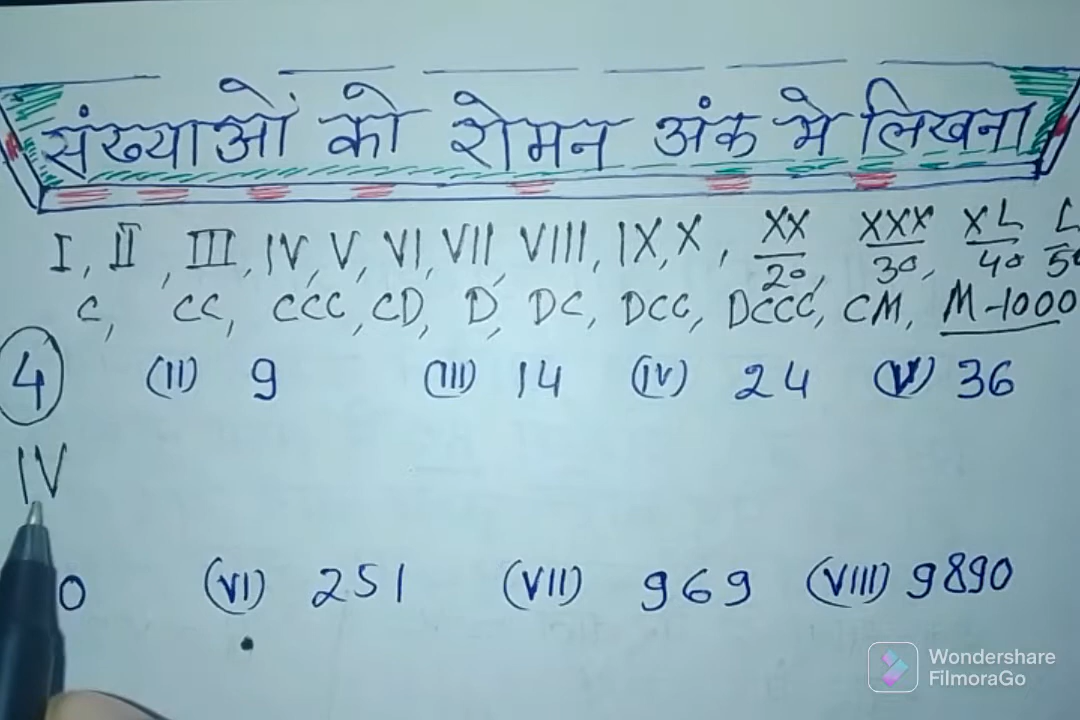 संख्याओं को रोमन अंक मे लिखना
I, II, III, IV, V, VI, VII, VIII, IX, X, XX, XXX, XL, L
20, 30, 40, 50
C, CC, CCC, CD, D, DC, DCC, DCCC, CM, M-1000
4 (II) 9 (III) 14 (IV) 24 (V) 36
IV
0 (VI) 251 (VII) 969 (VIII) 9890
Wondershare
FilmoraGo